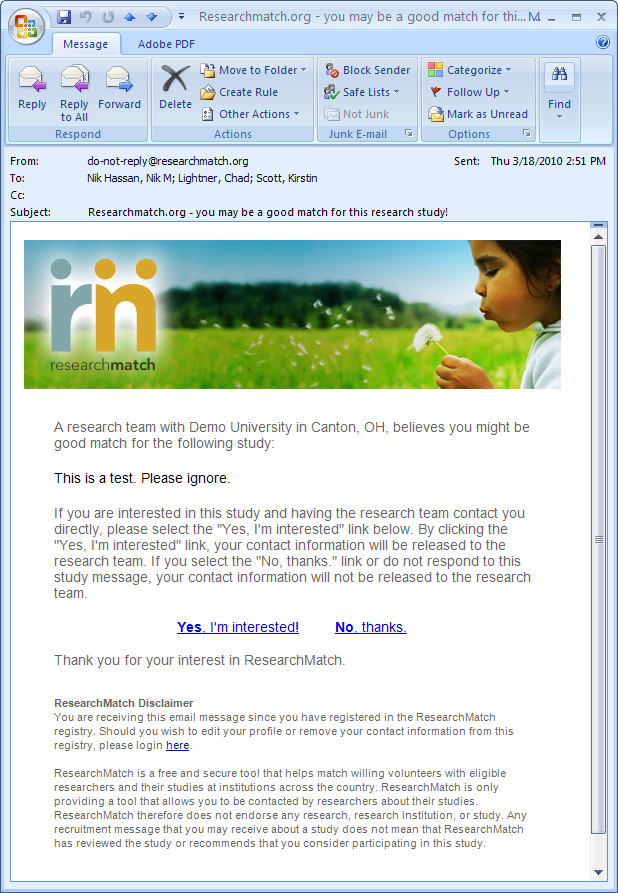 Researchmatch.org - you may be a good match for thi... M...
Message Adobe PDF
Reply
Reply to All
Forward
Delete
Move to Folder
Create Rule
Other Actions
Block Sender
Safe Lists
Not Junk
Categorize
Follow Up
Mark as Unread
Find
Respond Actions Junk E-mail Options
From: do-not-reply@researchmatch.org Sent: Thu 3/18/2010 2:51 PM
To: Nik Hassan, Nik M; Lightner, Chad; Scott, Kirstin
Cc:
Subject: Researchmatch.org - you may be a good match for this research study!
rm
researchmatch
A research team with Demo University in Canton, OH, believes you might be
good match for the following study:
This is a test. Please ignore.
If you are interested in this study and having the research team contact you
directly, please select the "Yes, I'm interested" link below. By clicking the
"Yes, I'm interested" link, your contact information will be released to the
research team. If you select the "No, thanks." link or do not respond to this
study message, your contact information will not be released to the research
team.
Yes, I'm interested! No, thanks.
Thank you for your interest in ResearchMatch.
ResearchMatch Disclaimer
You are receiving this email message since you have registered in the ResearchMatch
registry. Should you wish to edit your profile or remove your contact information from this
registry, please login here.
ResearchMatch is a free and secure tool that helps match willing volunteers with eligible
researchers and their studies at institutions across the country. ResearchMatch is only
providing a tool that allows you to be contacted by researchers about their studies.
ResearchMatch therefore does not endorse any research, research institution, or study. Any
recruitment message that you may receive about a study does not mean that ResearchMatch
has reviewed the study or recommends that you consider participating in this study.